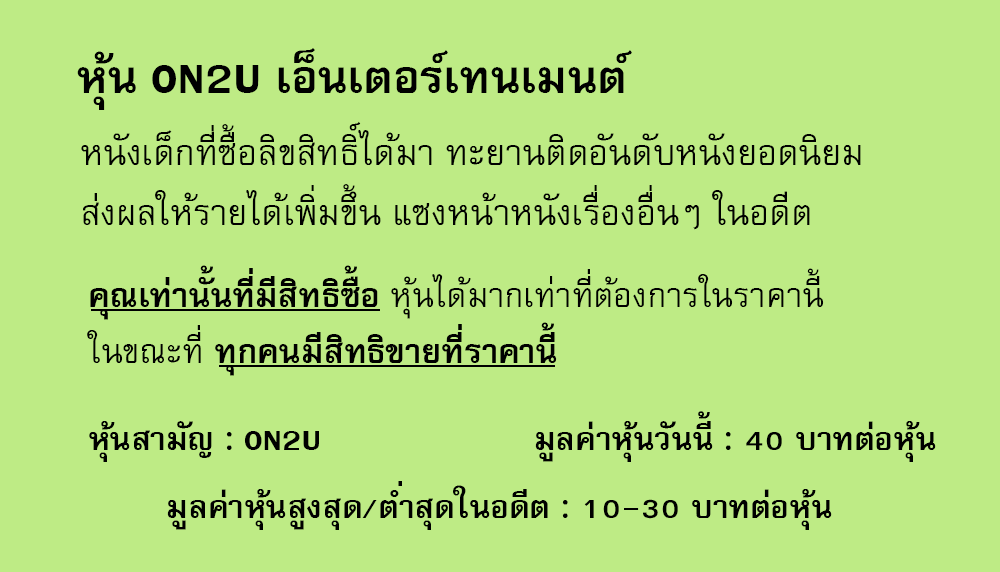 หุ้น ON2U เอ็นเตอร์เทนเมนต์
หนังเด็กที่ซื้อลิขสิทธิ์ได้มา ทะยานติดอันดับหนังยอดนิยม
ส่งผลให้รายได้เพิ่มขึ้น แซงหน้าหนังเรื่องอื่นๆ ในอดีต
คุณเท่านั้นที่มีสิทธิซื้อ หุ้นได้มากเท่าที่ต้องการในราคานี้
ในขณะที่ ทุกคนมีสิทธิขายที่ราคานี้
หุ้นสามัญ : ON2U มูลค่าหุ้นวันนี้ : 40 บาทต่อหุ้น
มูลค่าหุ้นสูงสุด/ต่ำสุดในอดีต : 10-30 บาทต่อหุ้น